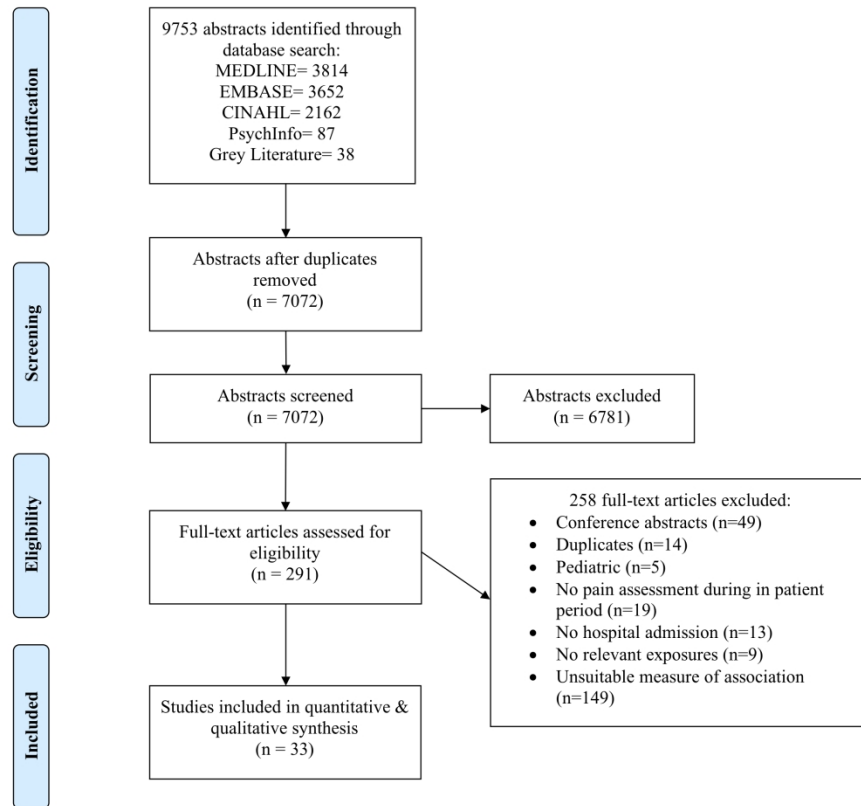 Identification
9753 abstracts identified through
database search:
MEDLINE= 3814
EMBASE= 3652
CINAHL= 2162
PsychInfo= 87
Grey Literature= 38
Abstracts after duplicates
removed
(n = 7072)
Screening
Abstracts screened
(n = 7072)
Abstracts excluded
(n = 6781)
Eligibility
Full-text articles assessed for
eligibility
(n = 291)
258 full-text articles excluded:
• Conference abstracts (n=49)
• Duplicates (n=14)
• Pediatric (n=5)
• No pain assessment during in patient
period (n=19)
• No hospital admission (n=13)
• No relevant exposures (n=9)
• Unsuitable measure of association
(n=149)
Included
Studies included in quantitative &
qualitative synthesis
(n = 33)